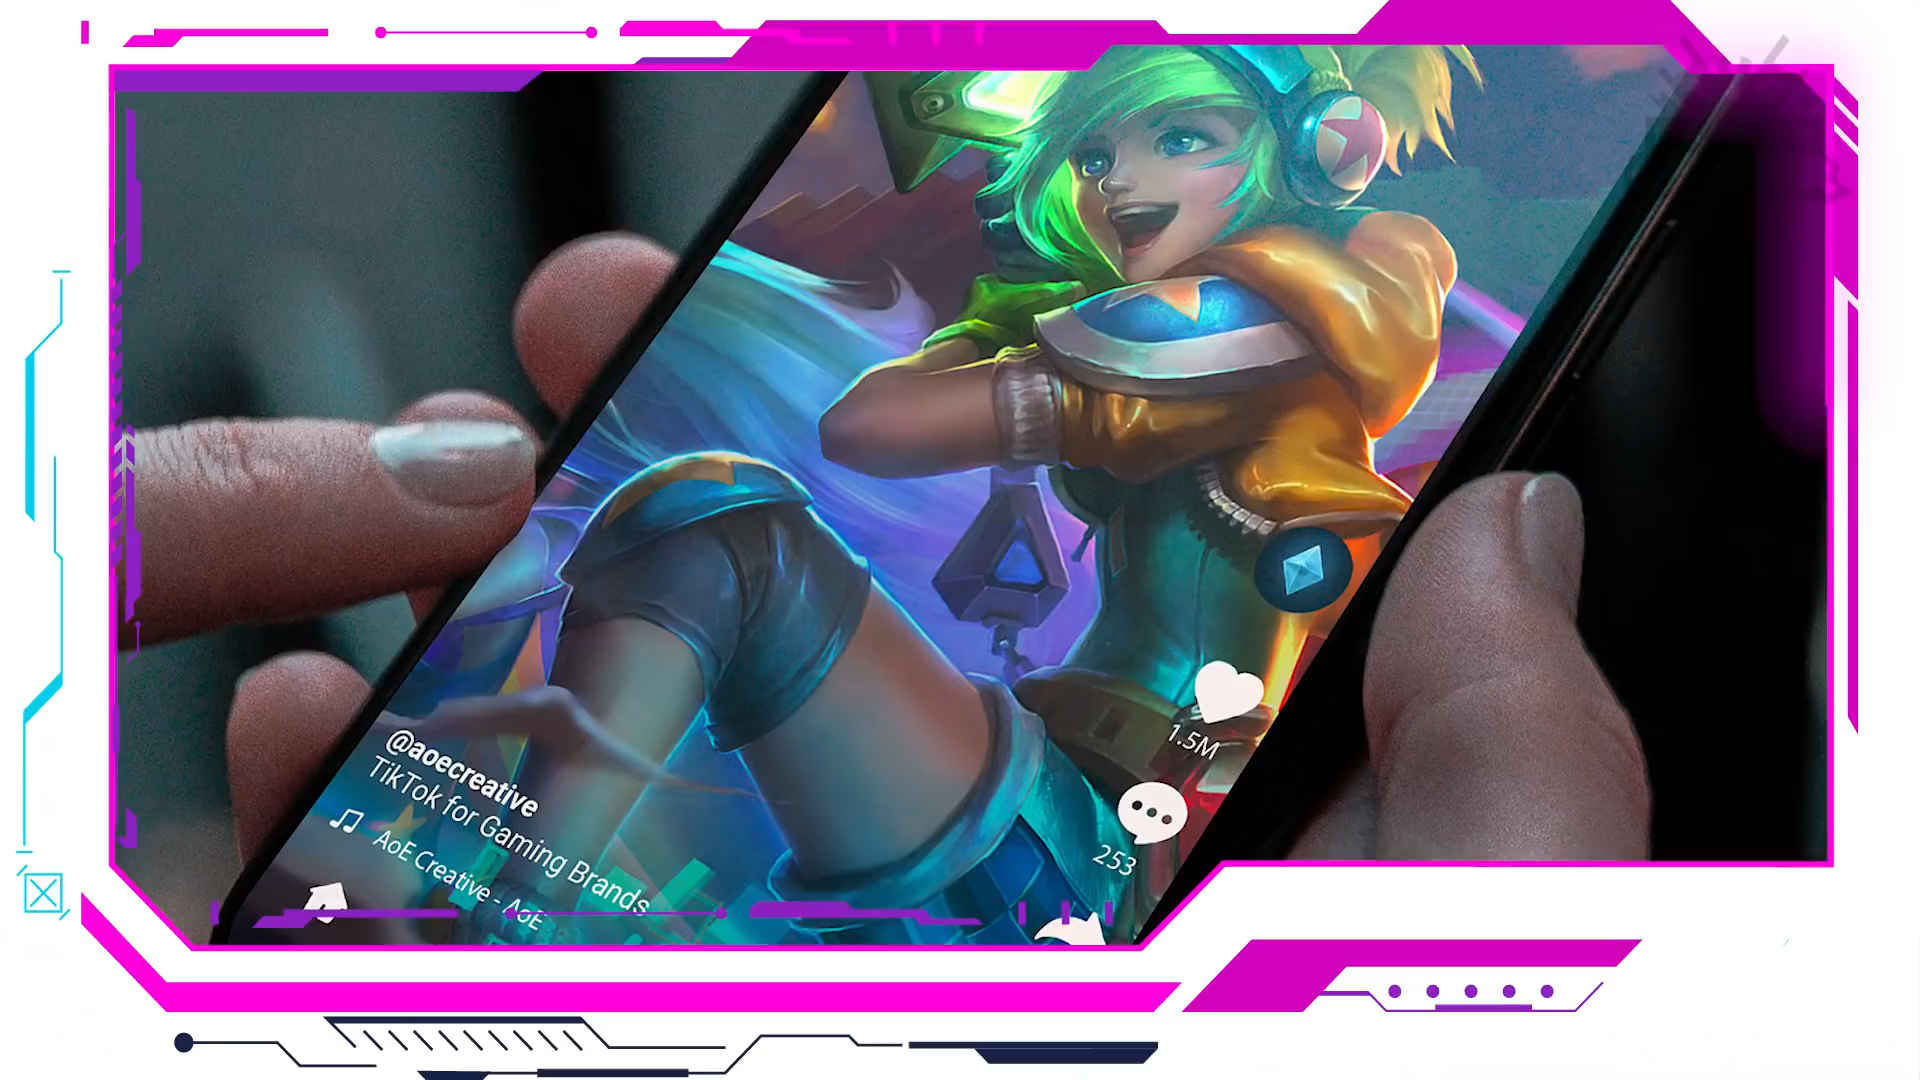 1.5M
@aoecreative
TikTok for Gaming Brands
AoE Creative - AoE
253